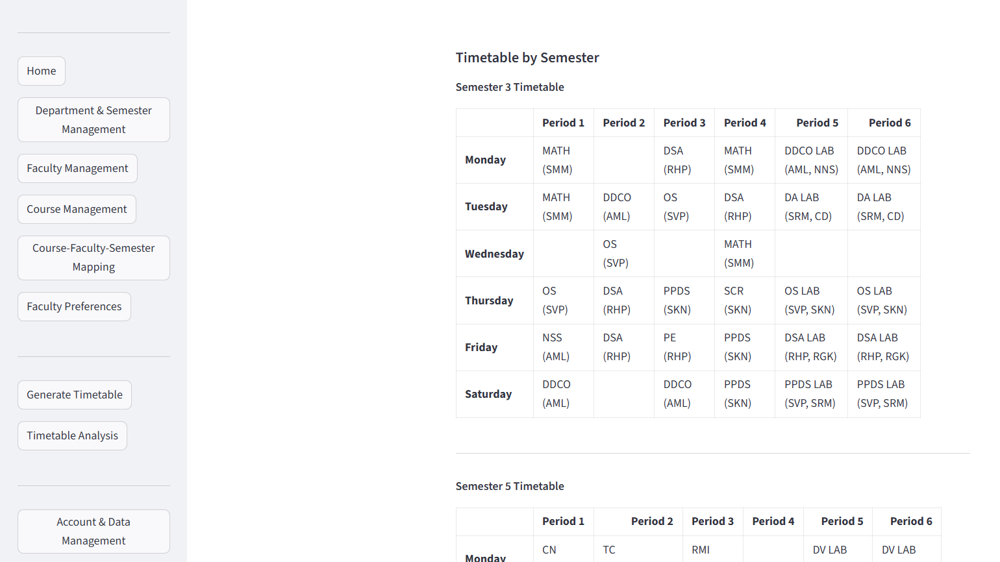 Home
Department & Semester
Management
Faculty Management
Course Management
Course-Faculty-Semester
Mapping
Faculty Preferences
Generate Timetable
Timetable Analysis
Account & Data
Management
Timetable by Semester
Semester 3 Timetable
Period 1 Period 2 Period 3 Period 4 Period 5 Period 6
Monday
MATH
(SMM)
DSA
(RHP)
MATH
(SMM)
DDCO LAB
(AML, NNS)
DDCO LAB
(AML, NNS)
Tuesday
MATH
(SMM)
DDCO
(AML)
OS
(SVP)
DSA
(RHP)
DA LAB
(SRM, CD)
DA LAB
(SRM, CD)
Wednesday
OS
(SVP)
MATH
(SMM)
Thursday
OS
(SVP)
DSA
(RHP)
PPDS
(SKN)
SCR
(SKN)
OS LAB
(SVP, SKN)
OS LAB
(SVP, SKN)
Friday
NSS
(AML)
DSA
(RHP)
PE
(RHP)
PPDS
(SKN)
DSA LAB
(RHP, RGK)
DSA LAB
(RHP, RGK)
Saturday
DDCO
(AML)
DDCO
(AML)
PPDS
(SKN)
PPDS LAB
(SVP, SRM)
PPDS LAB
(SVP, SRM)
Semester 5 Timetable
Period 1 Period 2 Period 3 Period 4 Period 5 Period 6
Monday
CN
TC
RMI
DV LAB
DV LAB